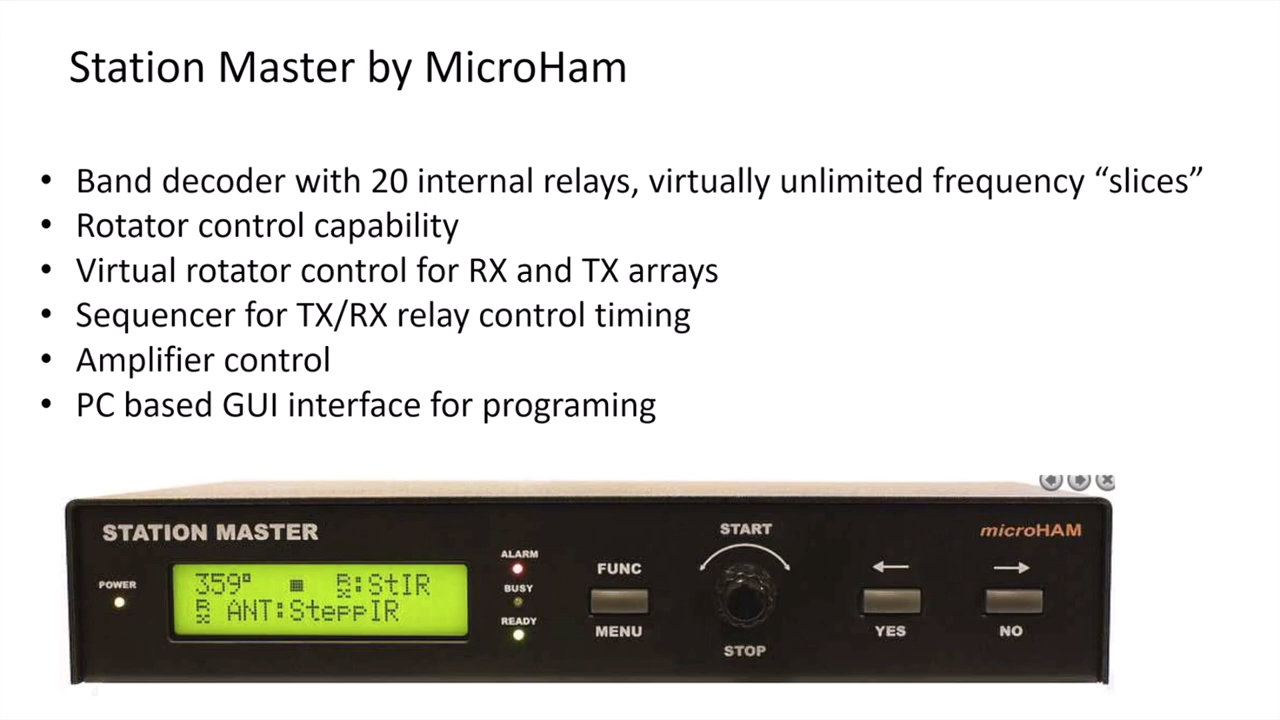 Station Master by MicroHam
• Band decoder with 20 internal relays, virtually unlimited frequency “slices”
• Rotator control capability
• Virtual rotator control for RX and TX arrays
• Sequencer for TX/RX relay control timing
• Amplifier control
• PC based GUI interface for programing
STATION MASTER
POWER
359° R:StIR
Rx ANT:SteppIR
ALARM
BUSY
READY
FUNC
MENU
START
STOP
YES
microHAM
NO